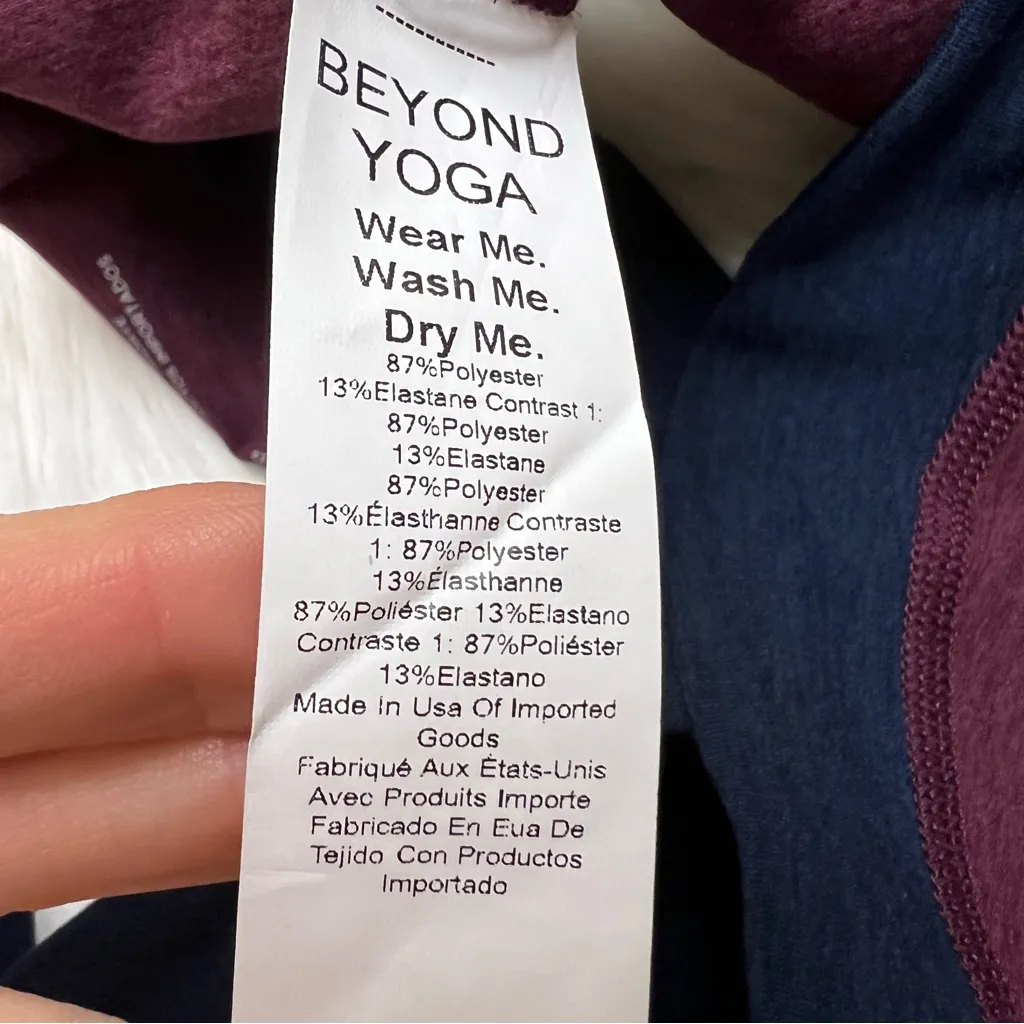 BEYOND
YOGA
Wear Me.
Wash Me.
Dry Me.
87%Polyester
13%Elastane Contrast 1:
87%Polyester
13%Elastane
87%Polyester
13%Élasthanne Contraste
1: 87%Polyester
13%Élasthanne
87%Poliéster 13%Elastano
Contraste 1: 87%Poliéster
13%Elastano
Made In Usa Of Imported
Goods
Fabriqué Aux États-Unis
Avec Produits Importe
Fabricado En Eua De
Tejido Con Productos
Importado